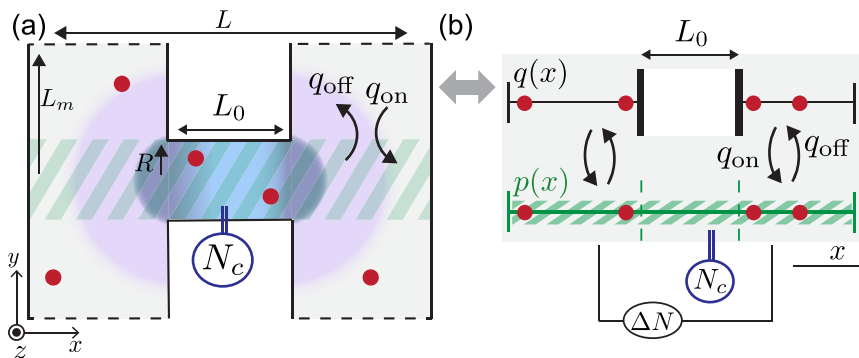 (a)
L
L_m
q_off
q_on
L_0
R
N_c
y
z
x
(b)
L_0
q(x)
q_on
q_off
p(x)
N_c
x
ΔN